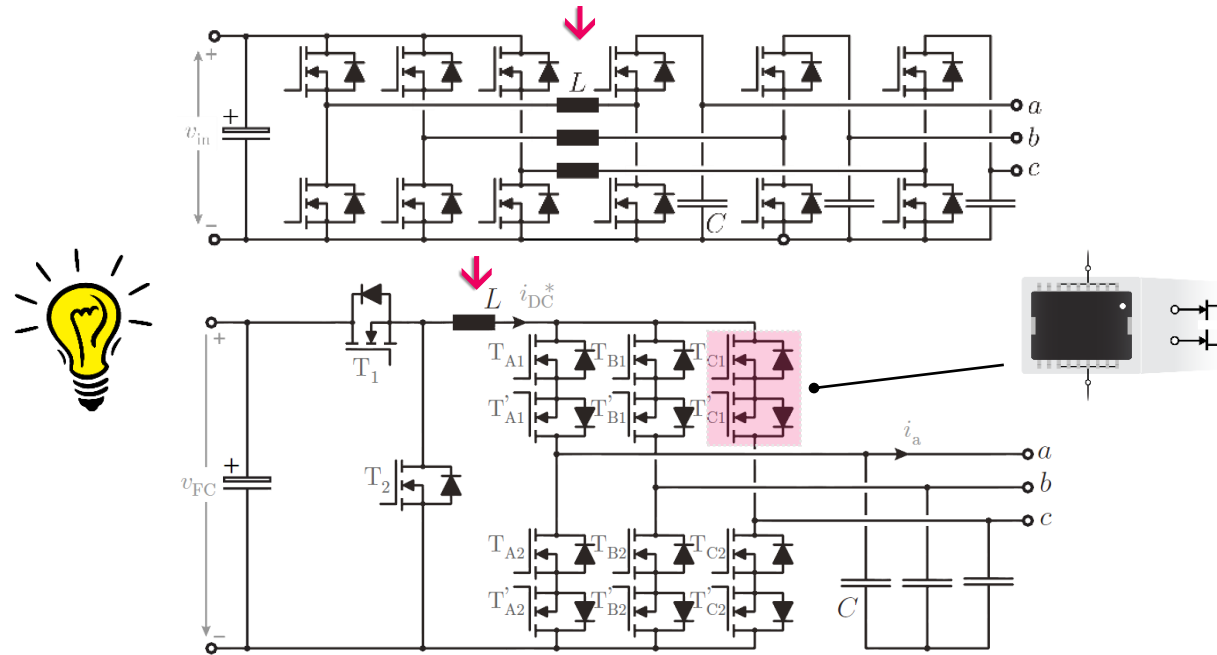 L
+
+
a
v_in
b
c
−
C
L
i_DC*
+
T_1
T_A1
T_B1
T_C1
T'_A1
T'_B1
T'_C1
i_a
a
+
v_FC
T_2
b
c
T_A2
T_B2
T_C2
T'_A2
T'_B2
T'_C2
C
−